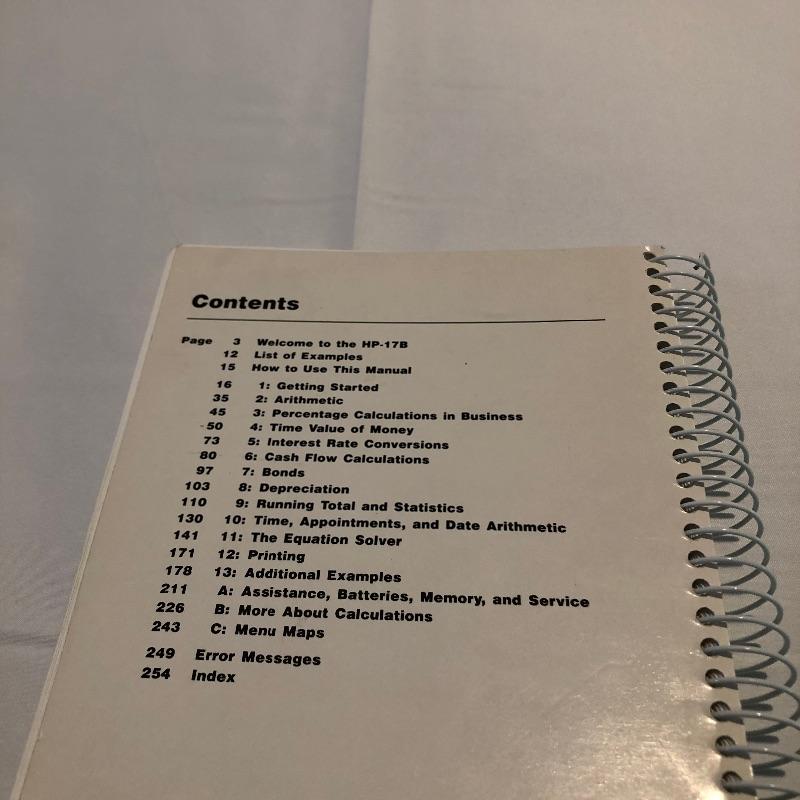 Contents
Page 3 Welcome to the HP-17B
12 List of Examples
15 How to Use This Manual
16 1: Getting Started
35 2: Arithmetic
45 3: Percentage Calculations in Business
50 4: Time Value of Money
73 5: Interest Rate Conversions
80 6: Cash Flow Calculations
97 7: Bonds
103 8: Depreciation
110 9: Running Total and Statistics
130 10: Time, Appointments, and Date Arithmetic
141 11: The Equation Solver
171 12: Printing
178 13: Additional Examples
211 A: Assistance, Batteries, Memory, and Service
226 B: More About Calculations
243 C: Menu Maps
249 Error Messages
254 Index